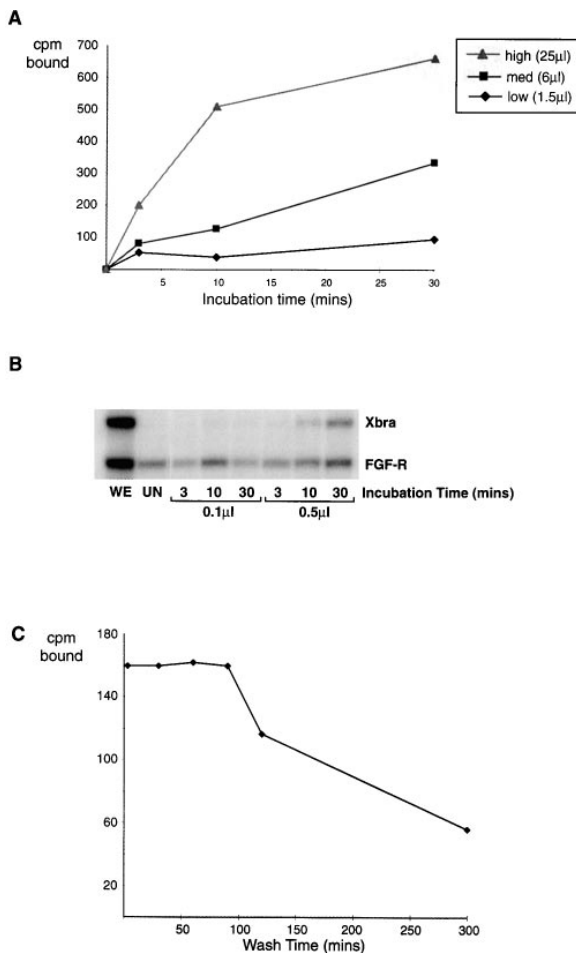 A
cpm
bound
700
600
500
400
300
200
100
5 10 15 20 25 30
Incubation time (mins)
high (25µl)
med (6µl)
low (1.5µl)
B
Xbra
FGF-R
WE UN 3 10 30 3 10 30 Incubation Time (mins)
0.1µl 0.5µl
C
cpm
bound
180
140
100
60
20
50 100 150 200 250 300
Wash Time (mins)